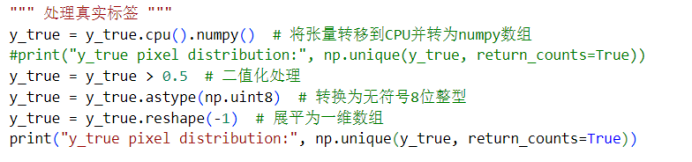 """ 处理真实标签 """
y_true = y_true.cpu().numpy()  # 将张量转移到CPU并转为numpy数组
#print("y_true pixel distribution:", np.unique(y_true, return_counts=True))
y_true = y_true > 0.5  # 二值化处理
y_true = y_true.astype(np.uint8)  # 转换为无符号8位整型
y_true = y_true.reshape(-1)  # 展平为一维数组
print("y_true pixel distribution:", np.unique(y_true, return_counts=True))